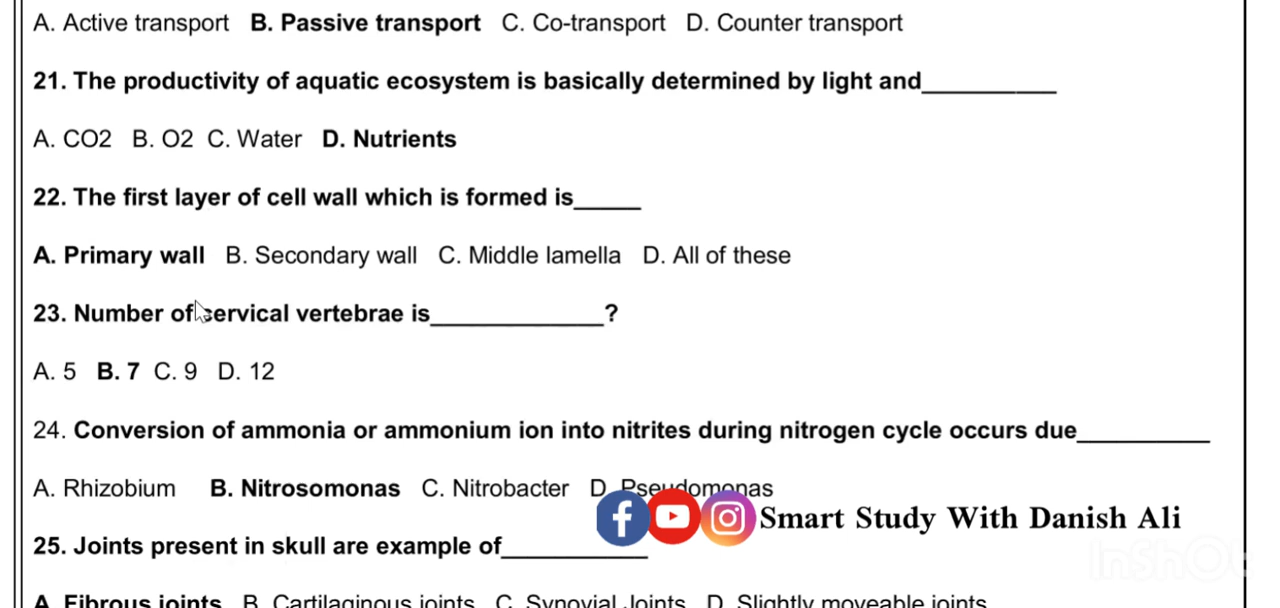 A. Active transport B. Passive transport C. Co-transport D. Counter transport
21. The productivity of aquatic ecosystem is basically determined by light and__________
A. CO2 B. O2 C. Water D. Nutrients
22. The first layer of cell wall which is formed is_____
A. Primary wall B. Secondary wall C. Middle lamella D. All of these
23. Number of cervical vertebrae is_____________?
A. 5 B. 7 C. 9 D. 12
24. Conversion of ammonia or ammonium ion into nitrites during nitrogen cycle occurs due__________
A. Rhizobium B. Nitrosomonas C. Nitrobacter D. Pseudomonas
Smart Study With Danish Ali
25. Joints present in skull are example of___________
InShOt
A. Fibrous joints B. Cartilaginous joints C. Synovial Joints D. Slightly moveable joints